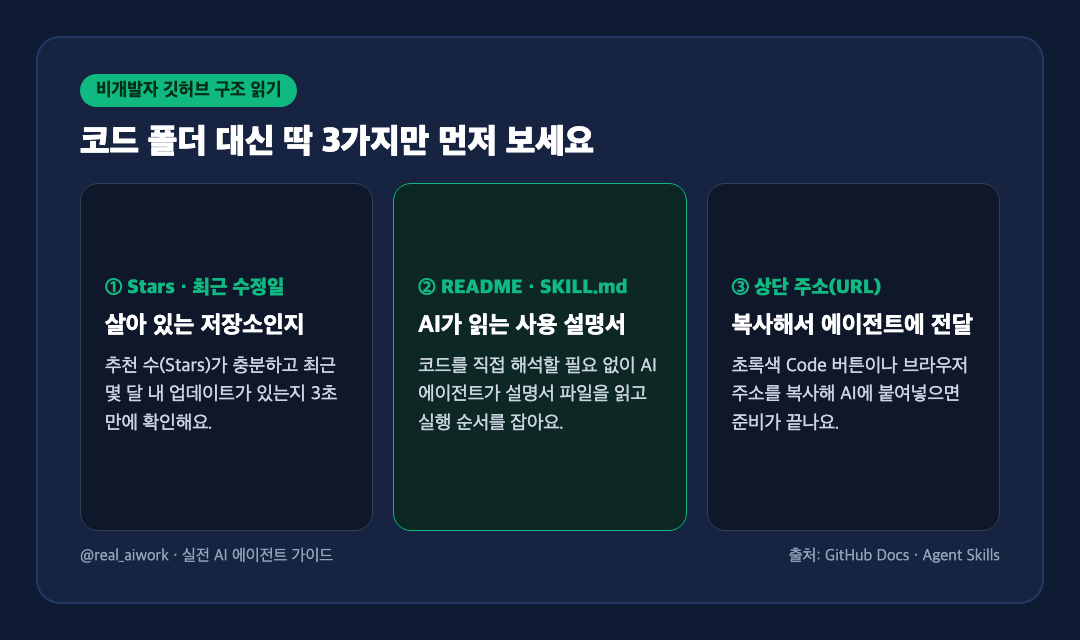 비개발자 깃허브 구조 읽기
코드 폴더 대신 딱 3가지만 먼저 보세요
① Stars · 최근 수정일
살아 있는 저장소인지
추천 수(Stars)가 충분하고 최근
몇 달 내 업데이트가 있는지 3초
만에 확인해요.
② README · SKILL.md
AI가 읽는 사용 설명서
코드를 직접 해석할 필요 없이 AI
에이전트가 설명서 파일을 읽고
실행 순서를 잡아요.
③ 상단 주소(URL)
복사해서 에이전트에 전달
초록색 Code 버튼이나 브라우저
주소를 복사해 AI에 붙여넣으면
준비가 끝나요.
@real_aiwork · 실전 AI 에이전트 가이드
출처: GitHub Docs · Agent Skills